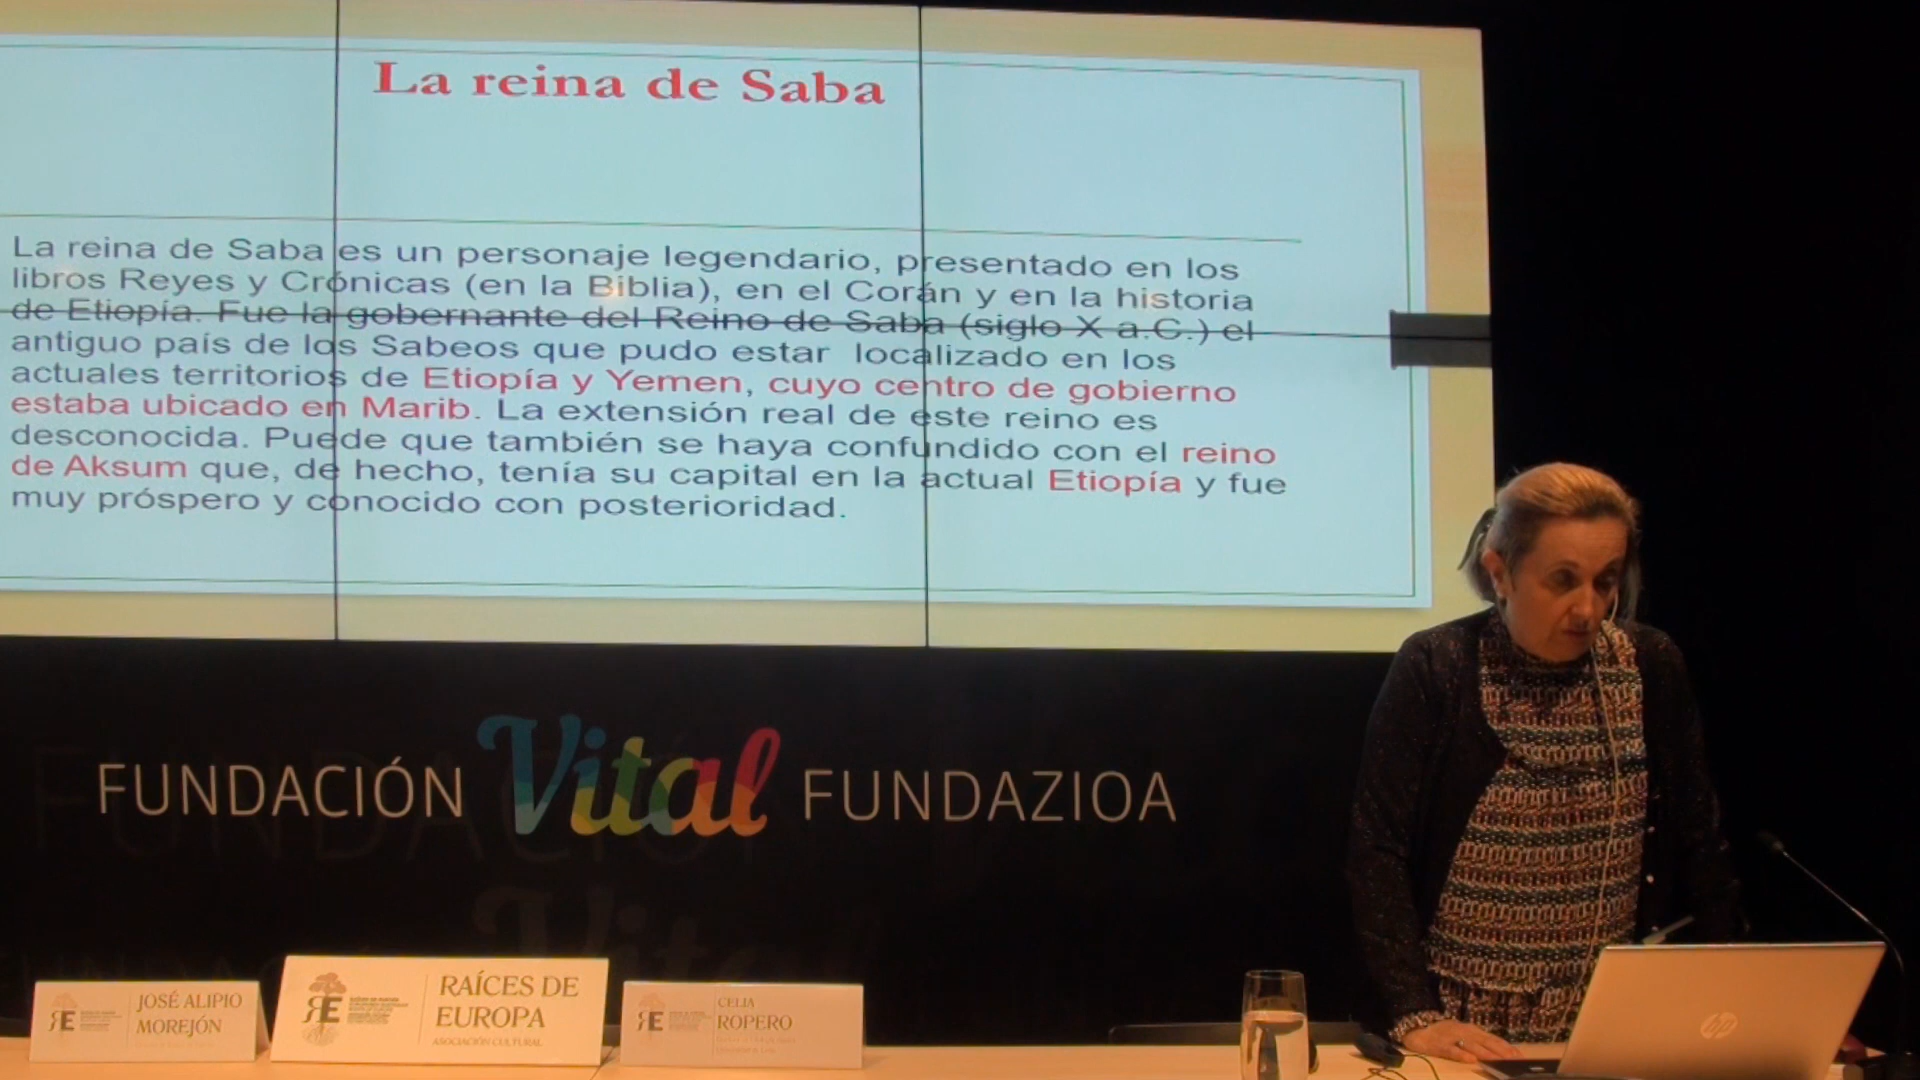 La reina de Saba
La reina de Saba es un personaje legendario, presentado en los
libros Reyes y Crónicas (en la Biblia), en el Corán y en la historia
de Etiopía. Fue la gobernante del Reino de Saba (siglo X a.C.) el
antiguo país de los Sabeos que pudo estar localizado en los
actuales territorios de Etiopía y Yemen, cuyo centro de gobierno
estaba ubicado en Marib. La extensión real de este reino es
desconocida. Puede que también se haya confundido con el reino
de Aksum que, de hecho, tenía su capital en la actual Etiopía y fue
muy próspero y conocido con posterioridad.
FUNDACIÓN Vital FUNDAZIOA
RE
JOSÉ ALIPIO
MOREJÓN
RE
RAÍCES DE
EUROPA
ASOCIACIÓN CULTURAL
RE
CELIA
ROPERO
hp